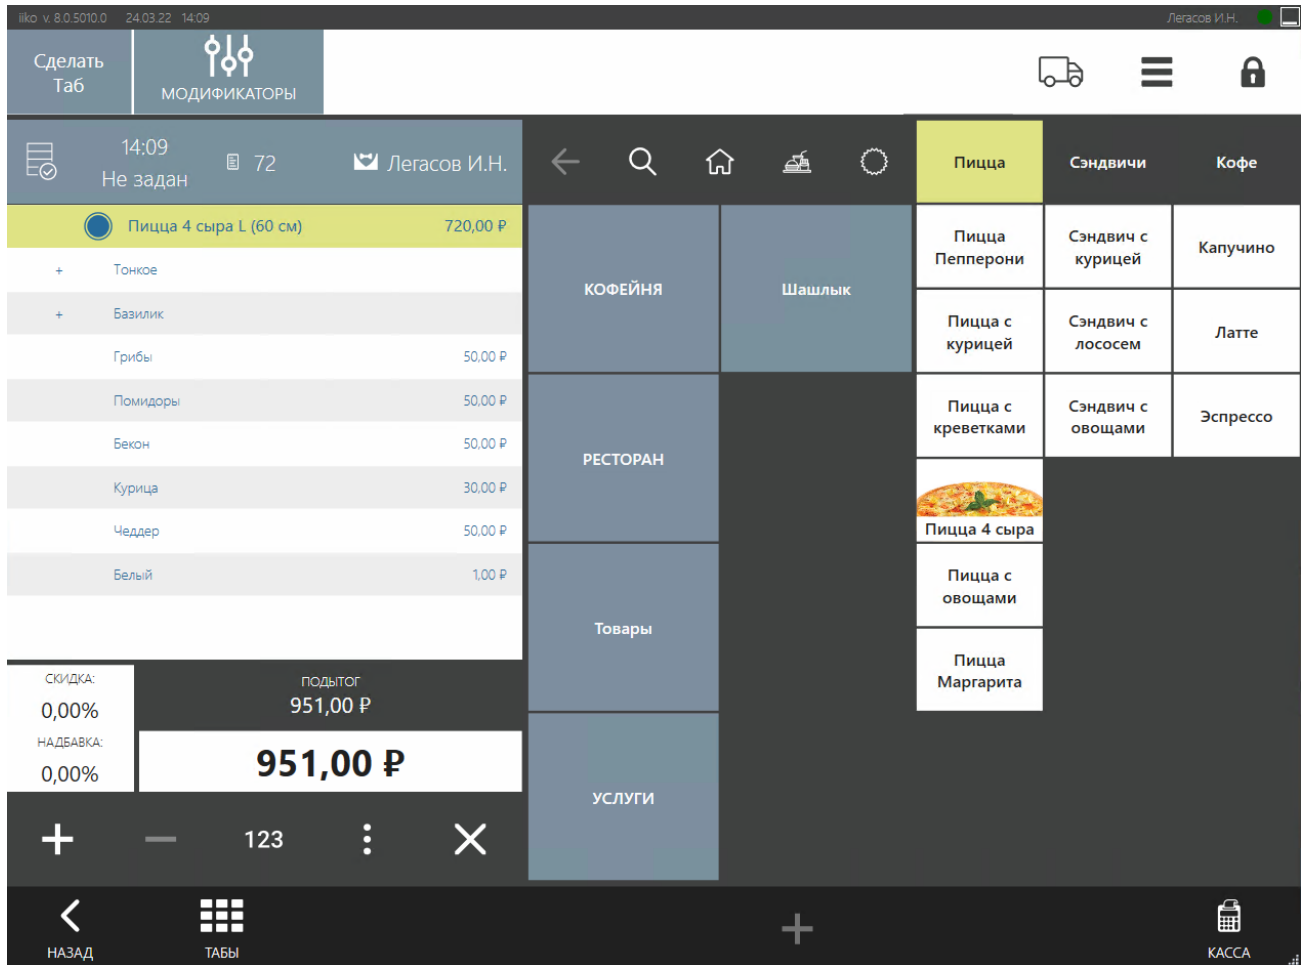 iiko v. 8.0.5010.0 24.03.22 14:09
Легасов И.Н.
Сделать
Таб
МОДИФИКАТОРЫ
14:09
Не задан
72
Легасов И.Н.
Пицца 4 сыра L (60 см) 720,00 ₽
+ Тонкое
+ Базилик
Грибы 50,00 ₽
Помидоры 50,00 ₽
Бекон 50,00 ₽
Курица 30,00 ₽
Чеддер 50,00 ₽
Белый 1,00 ₽
СКИДКА:
0,00%
НАДБАВКА:
0,00%
ПОДЫТОГ
951,00 ₽
951,00 ₽
123
КОФЕЙНЯ
Шашлык
РЕСТОРАН
Товары
УСЛУГИ
Пицца
Сэндвичи
Кофе
Пицца
Пепперони
Сэндвич с
курицей
Капучино
Пицца с
курицей
Сэндвич с
лососем
Латте
Пицца с
креветками
Сэндвич с
овощами
Эспрессо
Пицца 4 сыра
Пицца с
овощами
Пицца
Маргарита
НАЗАД
ТАБЫ
КАССА